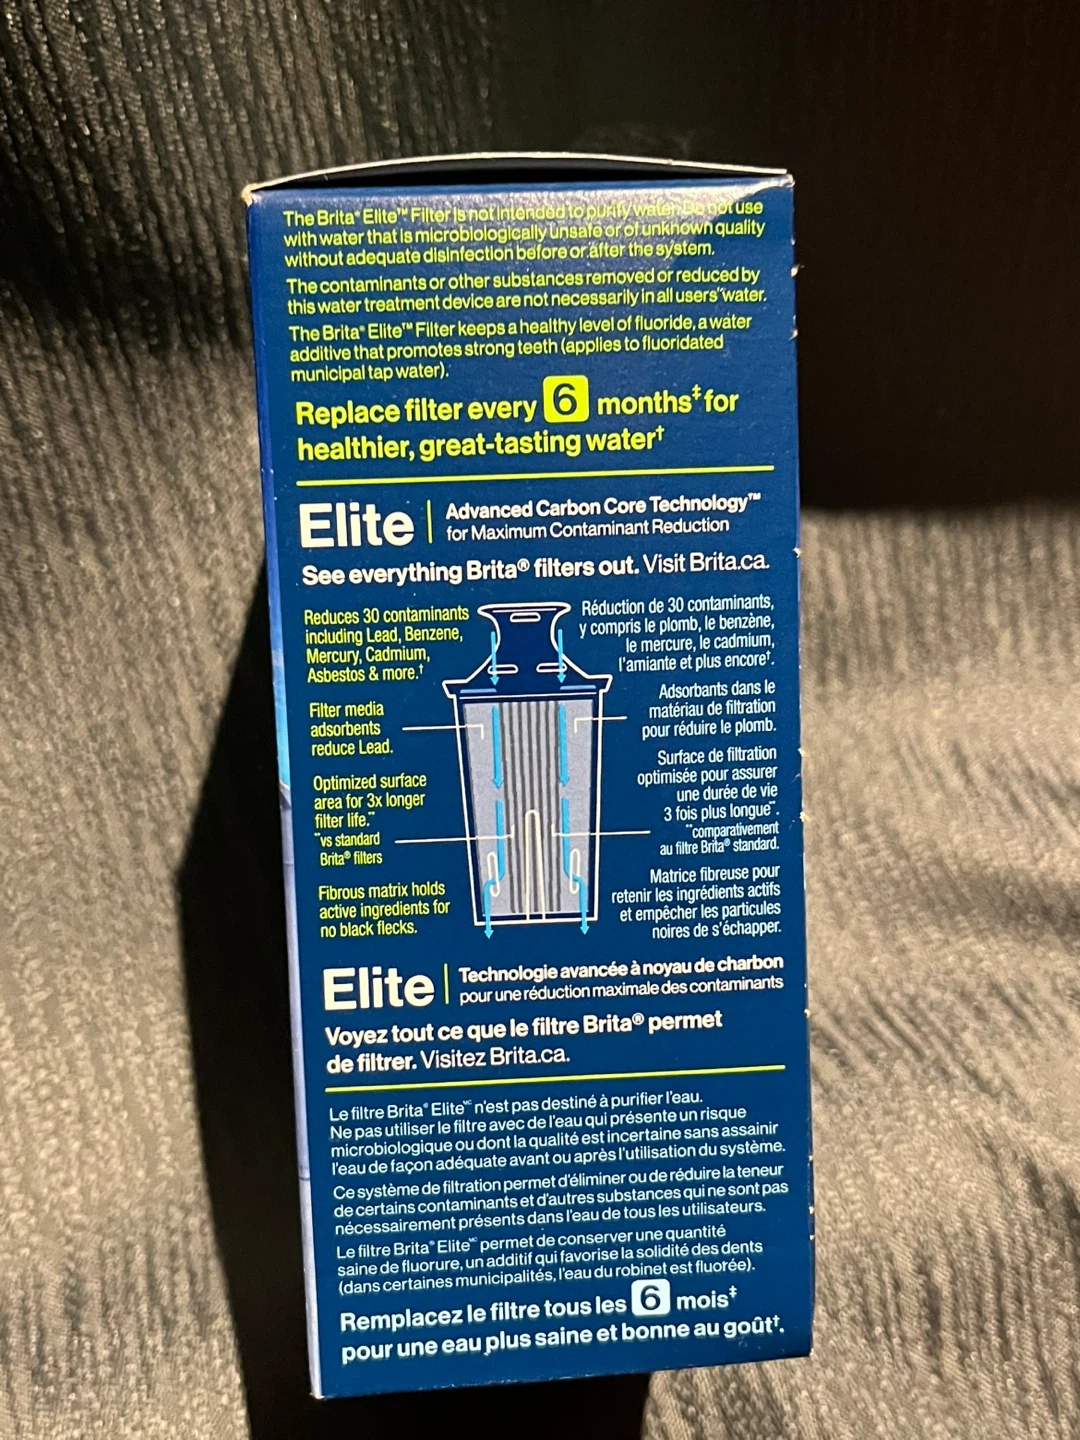 The Brita® Elite™ Filter is not intended to purify water. Do not use
with water that is microbiologically unsafe or of unknown quality
without adequate disinfection before or after the system.
The contaminants or other substances removed or reduced by
this water treatment device are not necessarily in all users' water.
The Brita® Elite™ Filter keeps a healthy level of fluoride, a water
additive that promotes strong teeth (applies to fluoridated
municipal tap water).
Replace filter every 6 months‡ for
healthier, great-tasting water†
Elite | Advanced Carbon Core Technology™
for Maximum Contaminant Reduction
See everything Brita® filters out. Visit Brita.ca.
Reduces 30 contaminants
including Lead, Benzene,
Mercury, Cadmium,
Asbestos & more.†
Filter media
adsorbents
reduce Lead.
Optimized surface
area for 3x longer
filter life.**
**vs standard
Brita® filters
Fibrous matrix holds
active ingredients for
no black flecks.
Réduction de 30 contaminants,
y compris le plomb, le benzène,
le mercure, le cadmium,
l'amiante et plus encore†.
Adsorbants dans le
matériau de filtration
pour réduire le plomb.
Surface de filtration
optimisée pour assurer
une durée de vie
3 fois plus longue**.
**comparativement
au filtre Brita® standard.
Matrice fibreuse pour
retenir les ingrédients actifs
et empêcher les particules
noires de s'échapper.
Elite | Technologie avancée à noyau de charbon
pour une réduction maximale des contaminants
Voyez tout ce que le filtre Brita® permet
de filtrer. Visitez Brita.ca.
Le filtre Brita® Elite🅪 n'est pas destiné à purifier l'eau.
Ne pas utiliser le filtre avec de l'eau qui présente un risque
microbiologique ou dont la qualité est incertaine sans assainir
l'eau de façon adéquate avant ou après l'utilisation du système.
Ce système de filtration permet d'éliminer ou de réduire la teneur
de certains contaminants et d'autres substances qui ne sont pas
nécessairement présents dans l'eau de tous les utilisateurs.
Le filtre Brita® Elite🅪 permet de conserver une quantité
saine de fluorure, un additif qui favorise la solidité des dents
(dans certaines municipalités, l'eau du robinet est fluorée).
Remplacez le filtre tous les 6 mois‡
pour une eau plus saine et bonne au goût†.